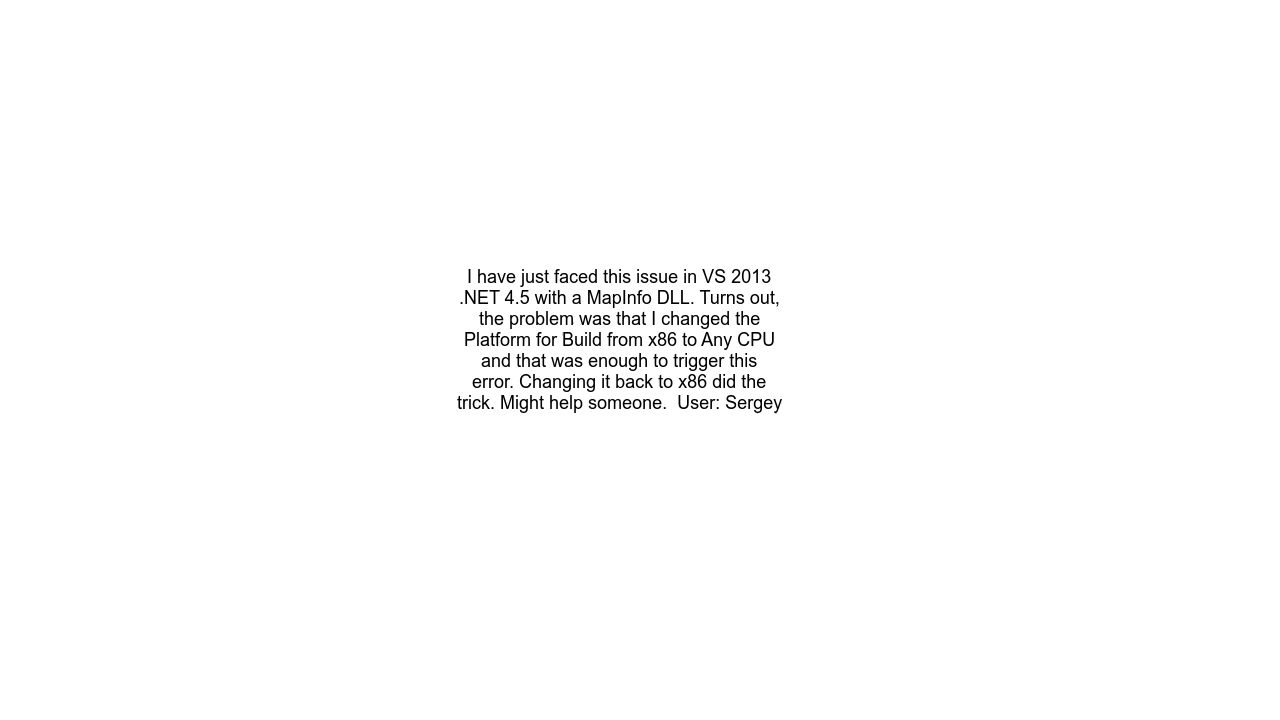 I have just faced this issue in VS 2013
.NET 4.5 with a MapInfo DLL. Turns out,
the problem was that I changed the
Platform for Build from x86 to Any CPU
and that was enough to trigger this
error. Changing it back to x86 did the
trick. Might help someone.  User: Sergey